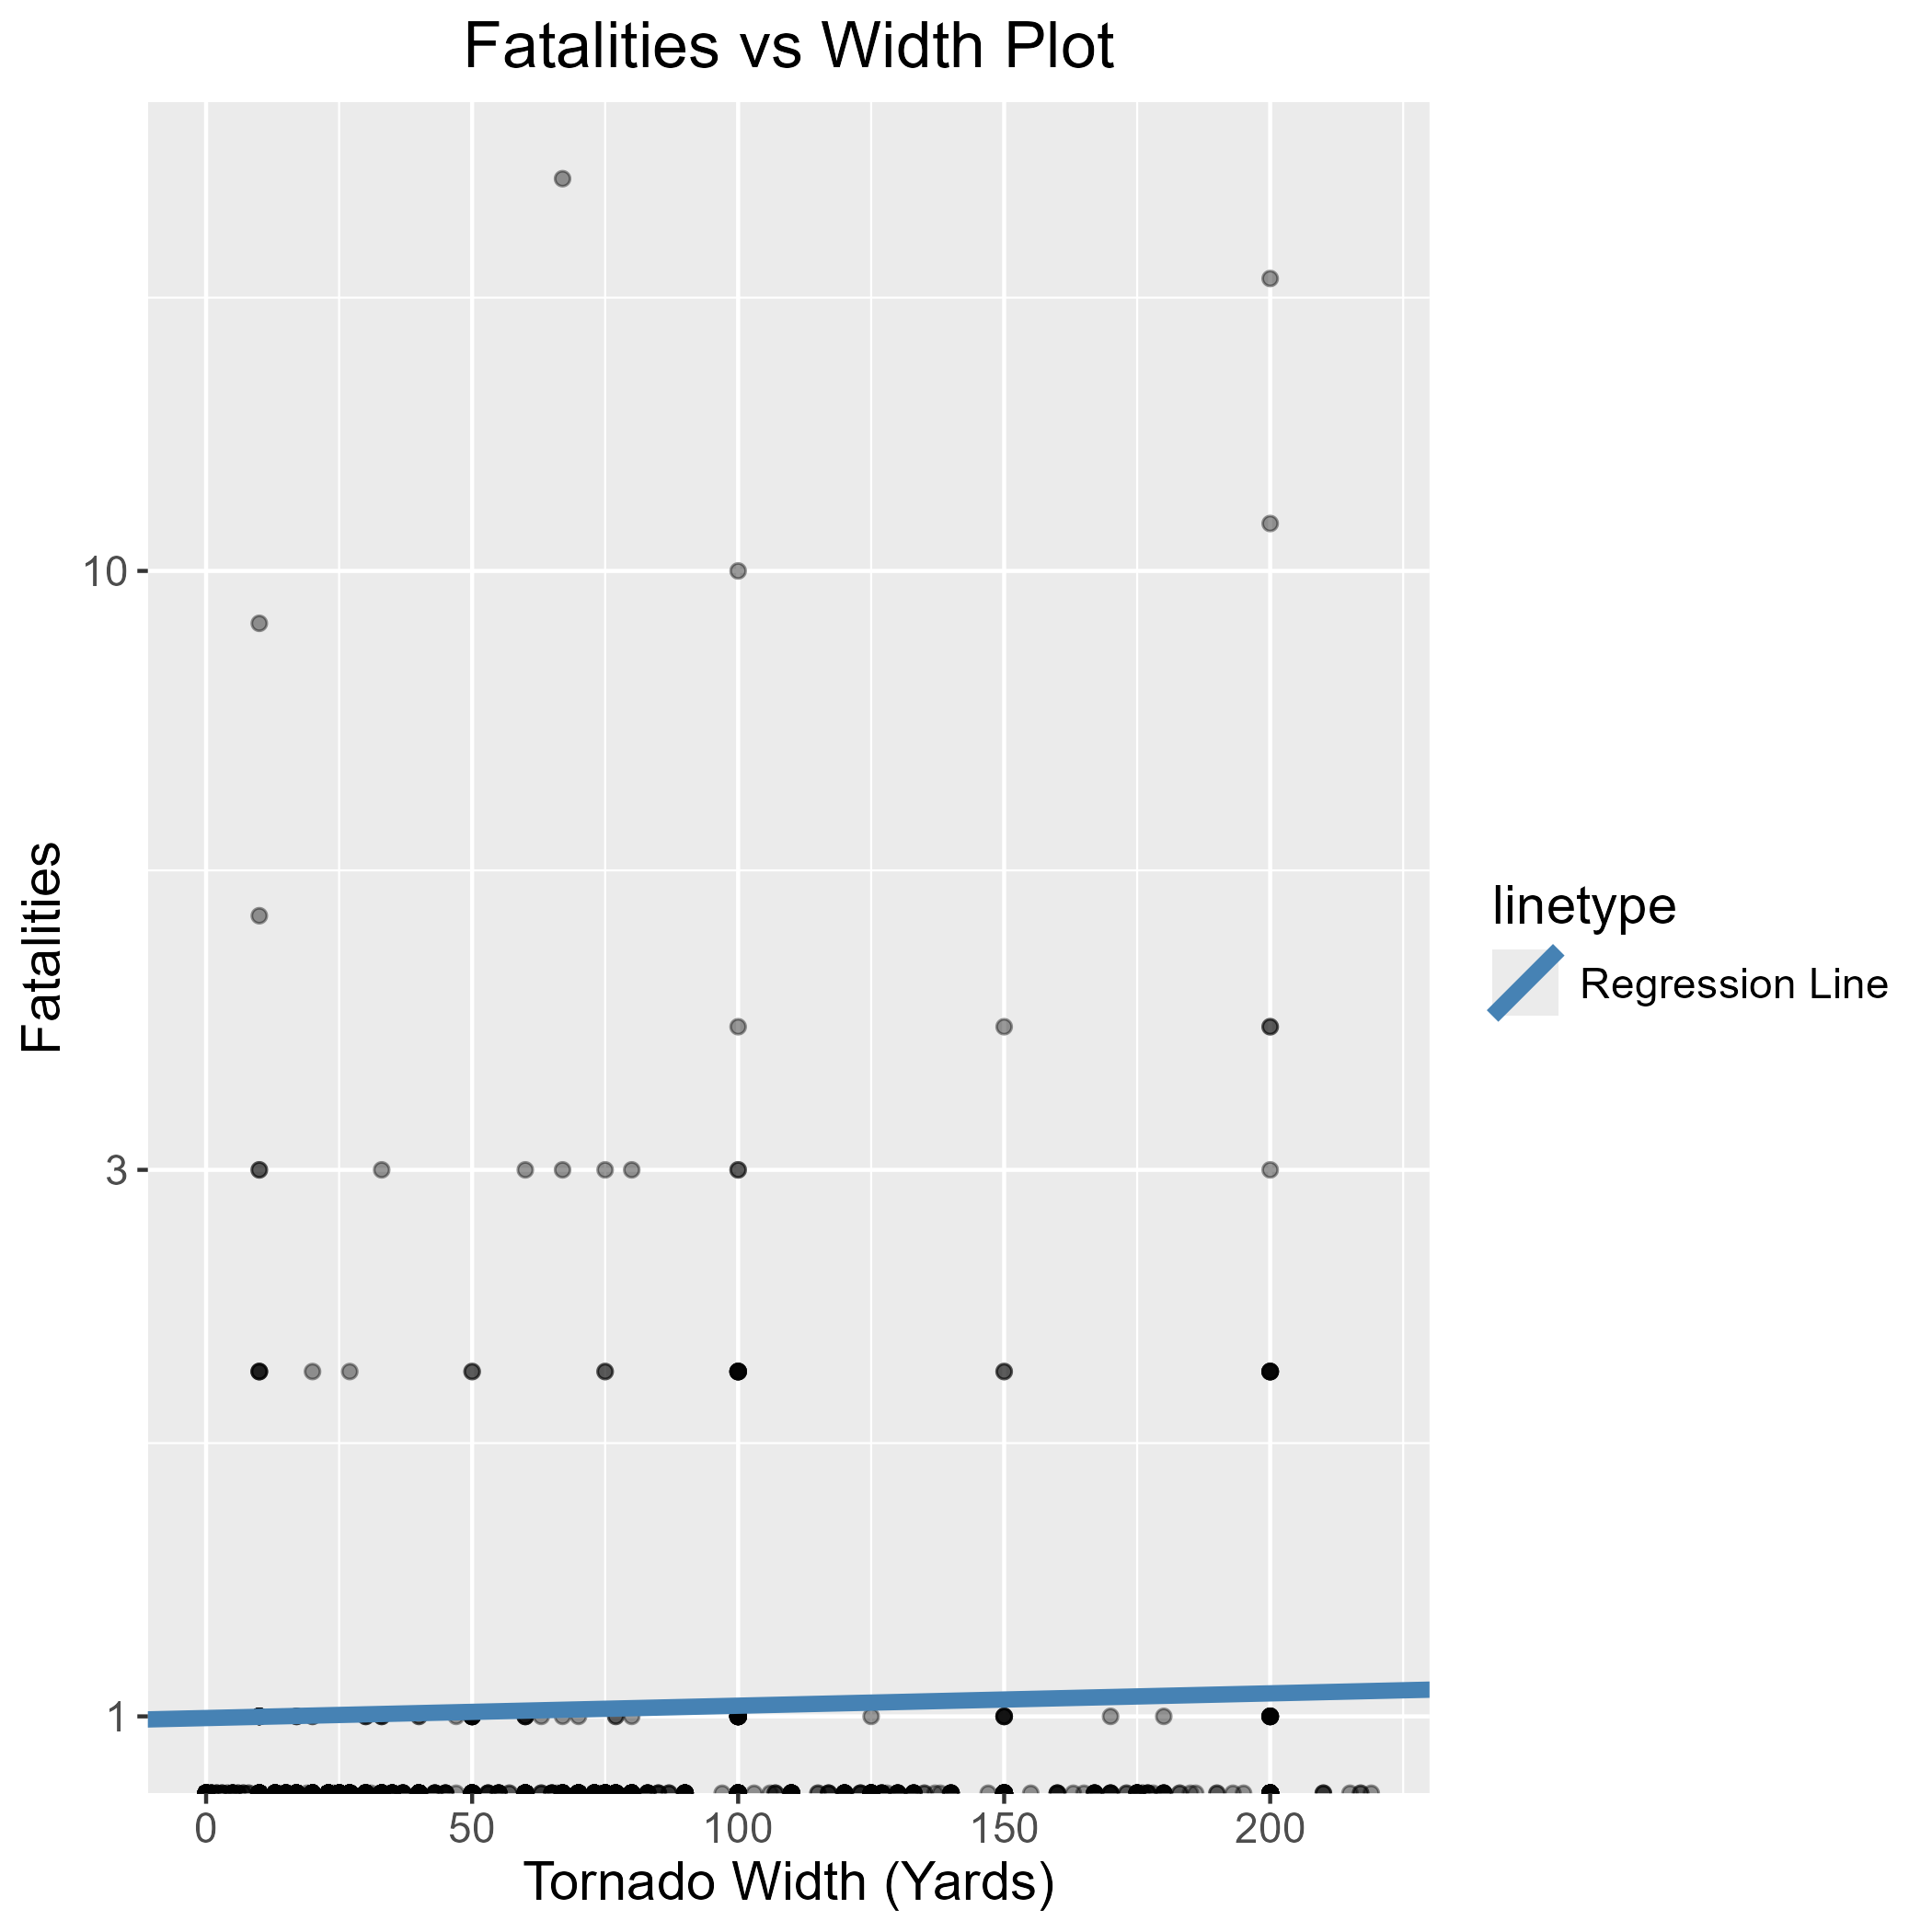 Fatalities vs Width Plot
Fatalities
10
3
1
0 50 100 150 200
Tornado Width (Yards)
linetype
Regression Line